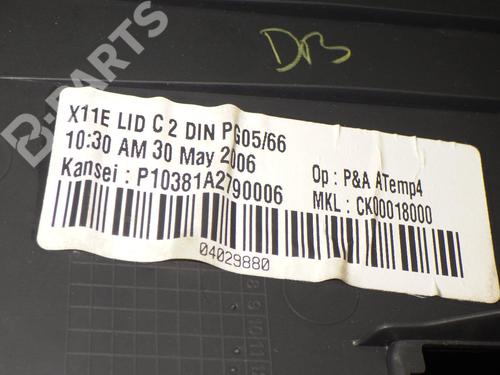 B-PARTS
X11E LID C 2 DIN PG05/66
10:30 AM 30 May 2006
Kansei : P10381A2790006
Op : P&A ATemp4
MKL : CK00018000
04029880